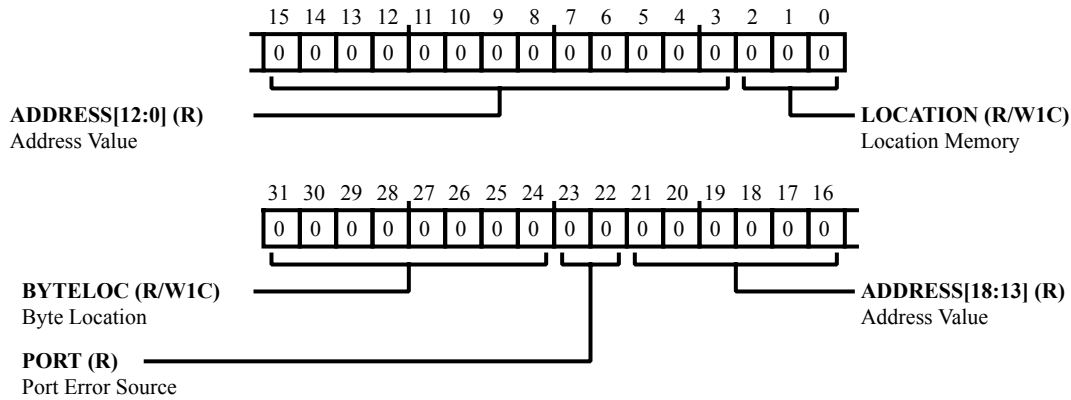 15 14 13 12 11 10 9 8 7 6 5 4 3 2 1 0
0 0 0 0 0 0 0 0 0 0 0 0 0 0 0 0
ADDRESS[12:0] (R)
Address Value
LOCATION (R/W1C)
Location Memory
31 30 29 28 27 26 25 24 23 22 21 20 19 18 17 16
0 0 0 0 0 0 0 0 0 0 0 0 0 0 0 0
BYTELOC (R/W1C)
Byte Location
ADDRESS[18:13] (R)
Address Value
PORT (R)
Port Error Source